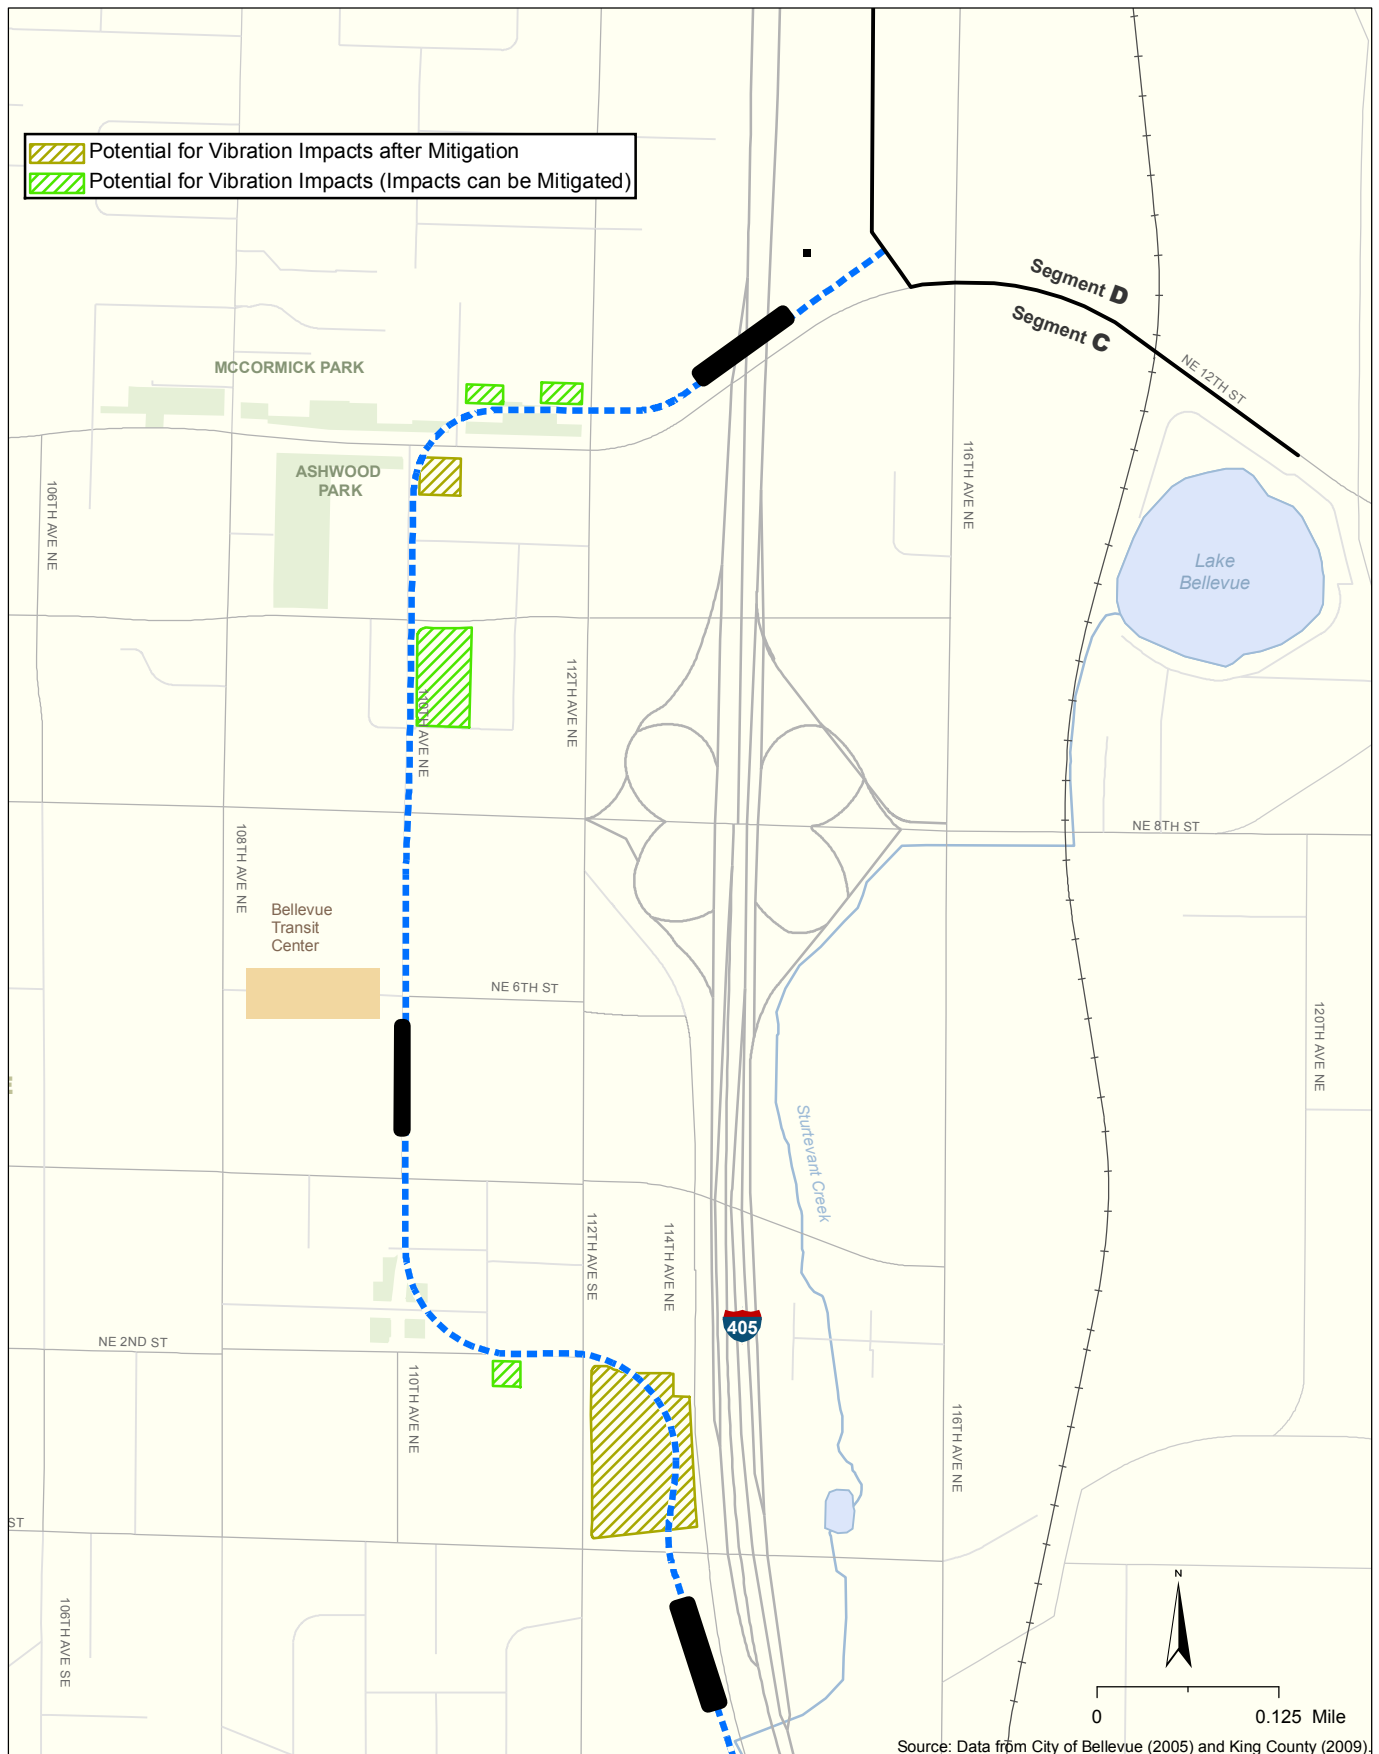 Potential for Vibration Impacts after Mitigation
Potential for Vibration Impacts (Impacts can be Mitigated)
Segment D
Segment C
NE 12TH ST
MCCORMICK PARK
ASHWOOD
PARK
106TH AVE NE
116TH AVE NE
Lake
Bellevue
112TH AVE NE
110TH AVE NE
NE 8TH ST
108TH AVE NE
Bellevue
Transit
Center
NE 6TH ST
120TH AVE NE
Sturtevant Creek
112TH AVE SE
114TH AVE NE
405
NE 2ND ST
110TH AVE NE
116TH AVE NE
ST
106TH AVE SE
N
0
0.125 Mile
Source: Data from City of Bellevue (2005) and King County (2009).